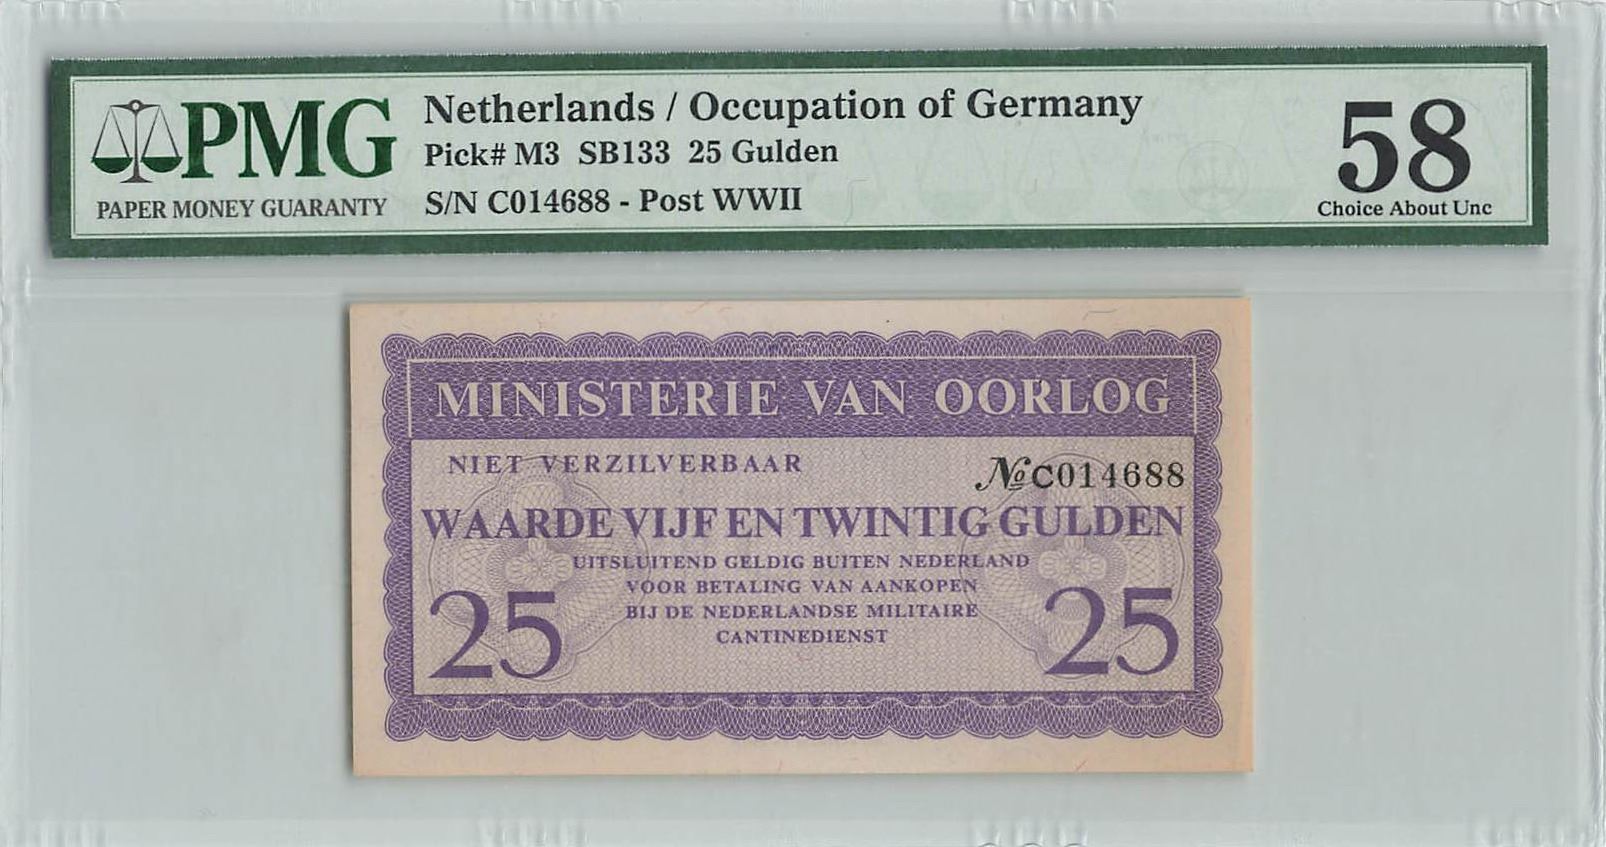 PMG
PAPER MONEY GUARANTY
Netherlands / Occupation of Germany
Pick# M3 SB133 25 Gulden
S/N C014688 - Post WWII
58
Choice About Unc
MINISTERIE VAN OORLOG
NIET VERZILVERBAAR
№ C014688
WAARDE VIJF EN TWINTIG GULDEN
UITSLUITEND GELDIG BUITEN NEDERLAND
VOOR BETALING VAN AANKOPEN
BIJ DE NEDERLANDSE MILITAIRE
CANTINEDIENST
25
25